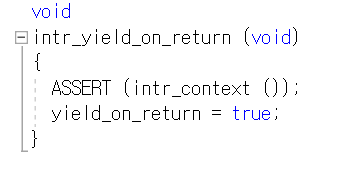 void
intr_yield_on_return (void)
{
ASSERT (intr_context ());
yield_on_return = true;
}